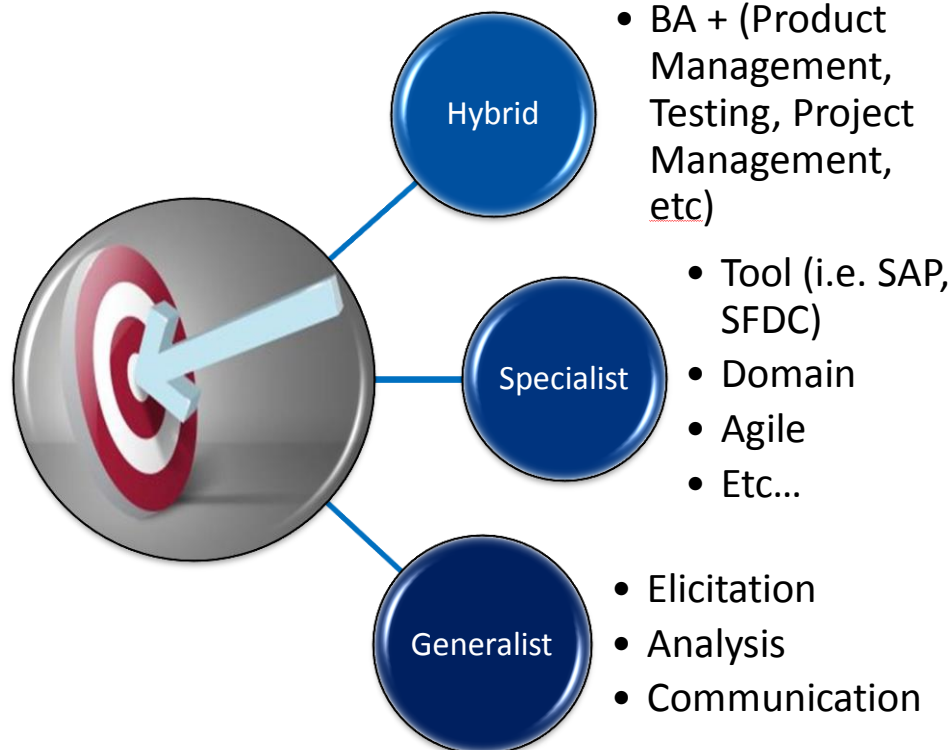 Hybrid
• BA + (Product
Management,
Testing, Project
Management,
etc)
Specialist
• Tool (i.e. SAP,
SFDC)
• Domain
• Agile
• Etc...
Generalist
• Elicitation
• Analysis
• Communication